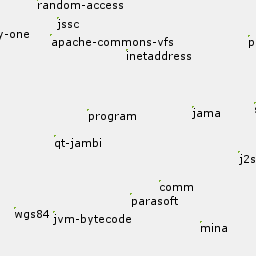 random-access
jssc
y-one
apache-commons-vfs
p
inetaddress
program
jama
qt-jambi
j2s
comm
parasoft
wgs84
jvm-bytecode
mina